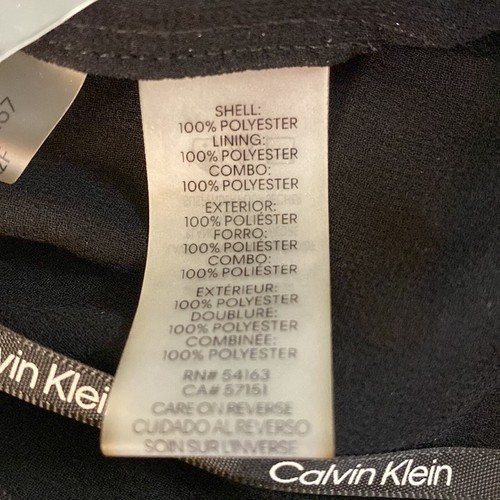 SHELL:
100% POLYESTER
LINING:
100% POLYESTER
COMBO:
100% POLYESTER
EXTERIOR:
100% POLIÉSTER
FORRO:
100% POLIÉSTER
COMBO:
100% POLIÉSTER
EXTÉRIEUR:
100% POLYESTER
DOUBLURE:
100% POLYESTER
COMBINÉE:
100% POLYESTER
RN# 54163
CA# 57151
CARE ON REVERSE
CUIDADO AL REVERSO
SOIN SUR L'INVERSE
vin Klei
Calvin Klein